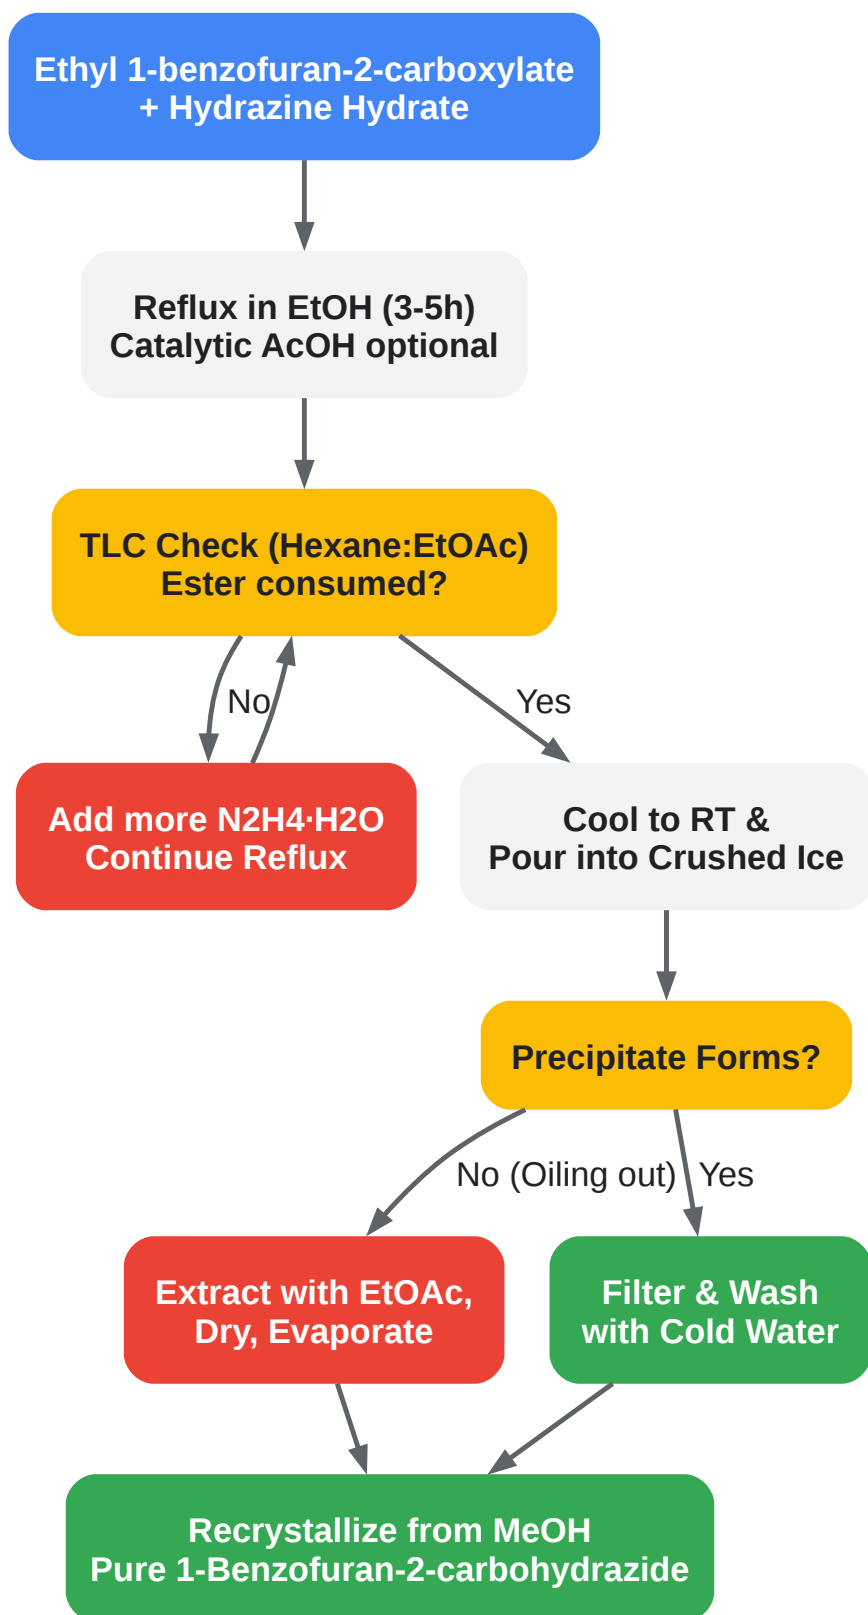 Ethyl 1-benzofuran-2-carboxylate
+ Hydrazine Hydrate
Reflux in EtOH (3-5h)
Catalytic AcOH optional
TLC Check (Hexane:EtOAc)
Ester consumed?
No
Yes
Add more N2H4·H2O
Continue Reflux
Cool to RT &
Pour into Crushed Ice
Precipitate Forms?
No (Oiling out)
Yes
Extract with EtOAc,
Dry, Evaporate
Filter & Wash
with Cold Water
Recrystallize from MeOH
Pure 1-Benzofuran-2-carbohydrazide